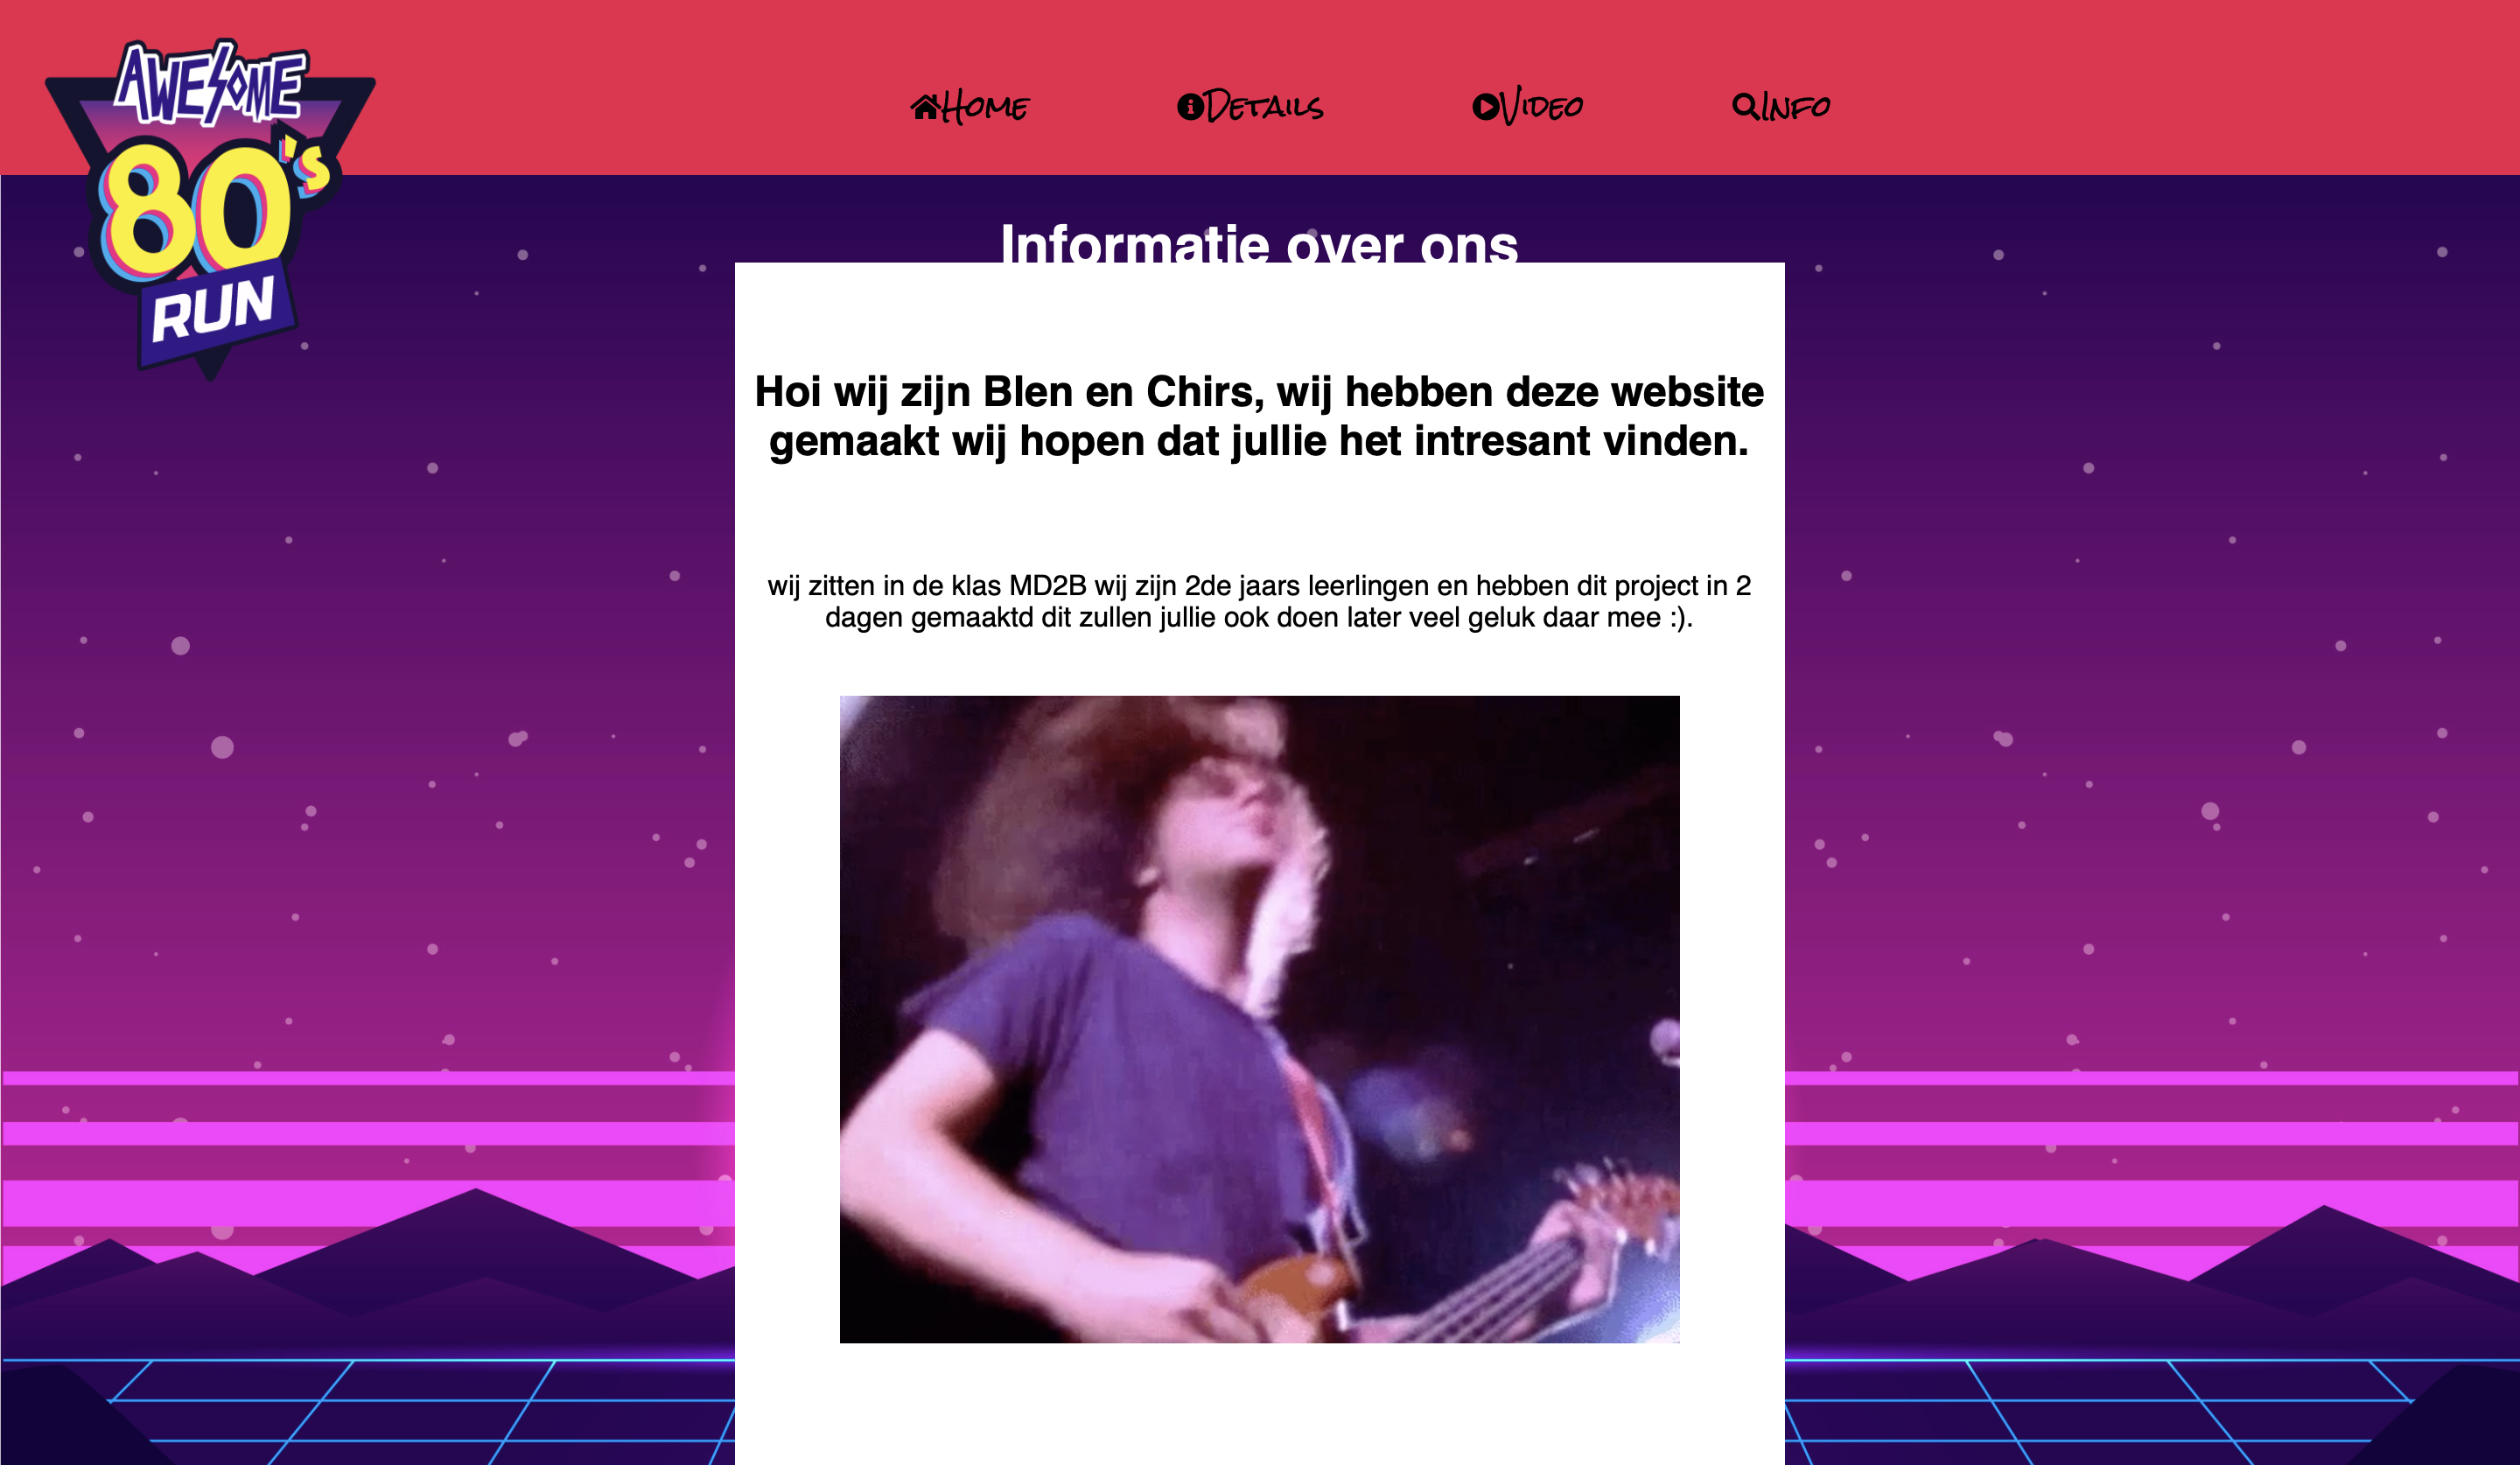 AWESOME
80's
RUN
Home Details Video Info
Informatie over ons
Hoi wij zijn Blen en Chirs, wij hebben deze website
gemaakt wij hopen dat jullie het intresant vinden.
wij zitten in de klas MD2B wij zijn 2de jaars leerlingen en hebben dit project in 2
dagen gemaaktd dit zullen jullie ook doen later veel geluk daar mee :).